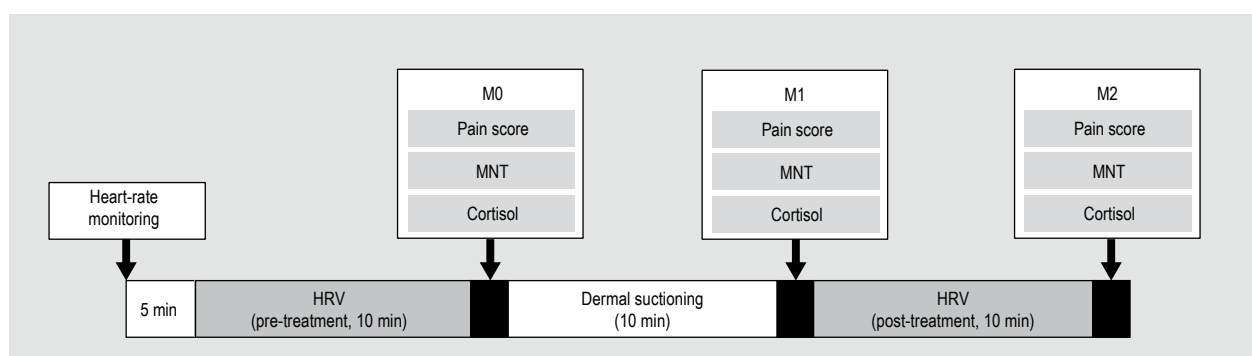 M0
Pain score
MNT
Cortisol
M1
Pain score
MNT
Cortisol
M2
Pain score
MNT
Cortisol
Heart-rate
monitoring
5 min
HRV
(pre-treatment, 10 min)
Dermal suctioning
(10 min)
HRV
(post-treatment, 10 min)